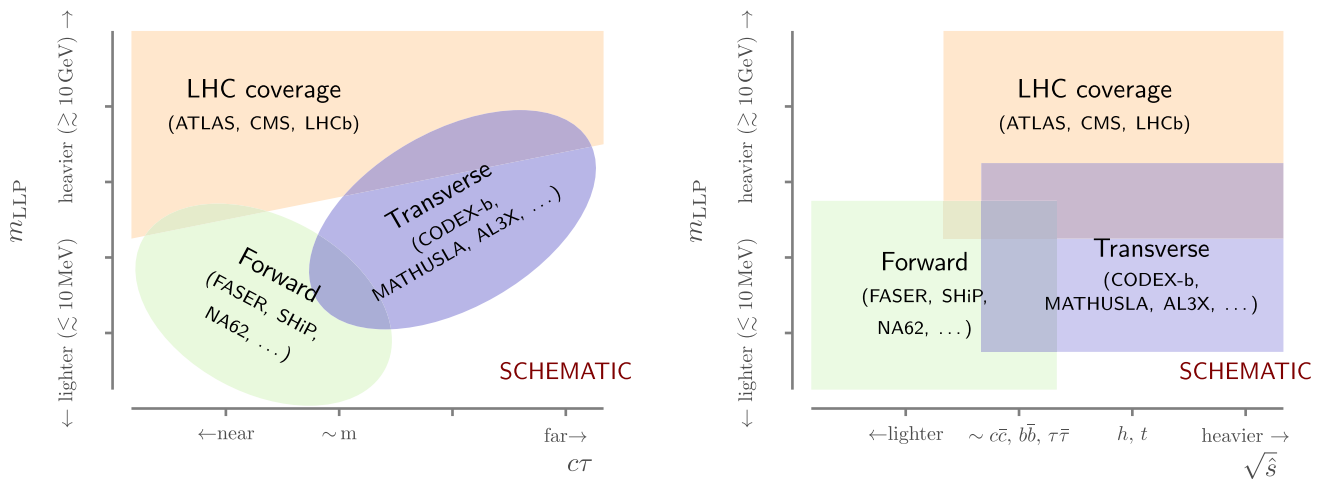 m_LLP
← lighter (≲ 10 MeV)
heavier (≳ 10 GeV) →
LHC coverage
(ATLAS, CMS, LHCb)
Transverse
(CODEX-b,
MATHUSLA, AL3X, ...)
Forward
(FASER, SHiP,
NA62, ...)
SCHEMATIC
←near
∼ m
far→
cτ
m_LLP
← lighter (≲ 10 MeV)
heavier (≳ 10 GeV) →
LHC coverage
(ATLAS, CMS, LHCb)
Forward
(FASER, SHiP,
NA62, ...)
Transverse
(CODEX-b,
MATHUSLA, AL3X, ...)
SCHEMATIC
←lighter
∼ cc̄, bb̄, ττ̄
h, t
heavier →
√ŝ